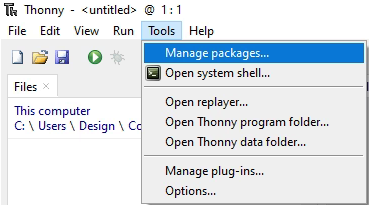 Thonny - <untitled> @ 1 : 1
File Edit View Run Tools Help
Manage packages...
Open system shell...
Files ×
This computer
Open replayer...
C: \ Users \ Design \
Open Thonny program folder...
Open Thonny data folder...
Manage plug-ins...
Options...